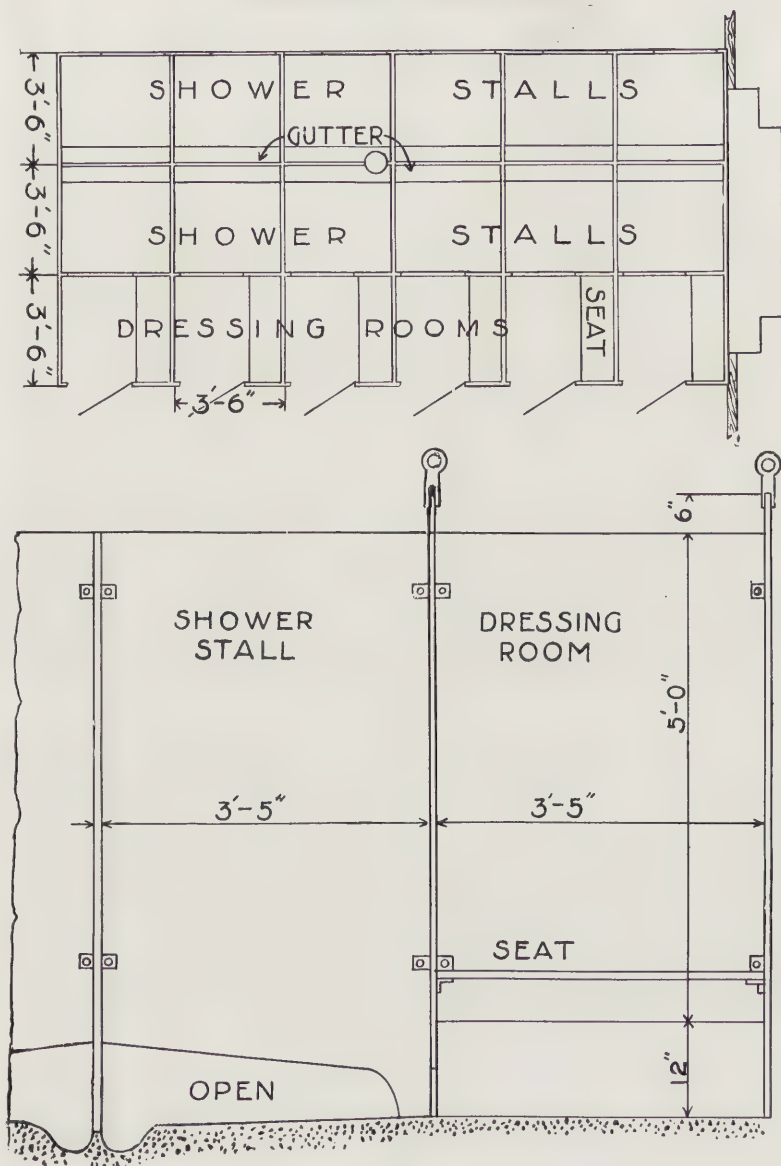 SHOWER STALLS
3'-6"
GUTTER
3'-6"
SHOWER STALLS
3'-6"
SEAT
DRESSING ROOMS
3'-6"
6"
SHOWER
STALL
DRESSING
ROOM
5'-0"
3'-5"
3'-5"
SEAT
12"
OPEN